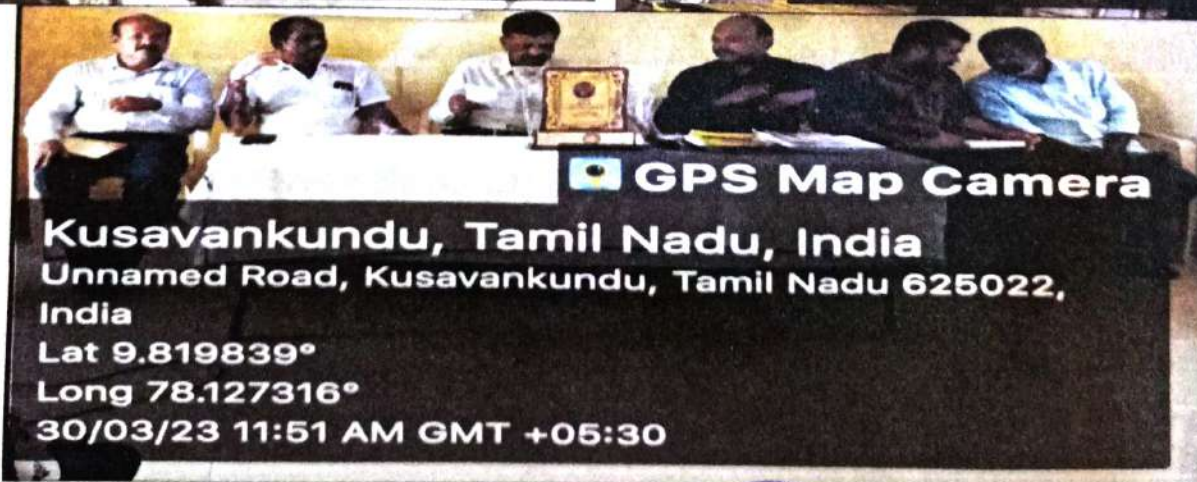 GPS Map Camera
Kusavankundu, Tamil Nadu, India
Unnamed Road, Kusavankundu, Tamil Nadu 625022,
India
Lat 9.819839°
Long 78.127316°
30/03/23 11:51 AM GMT +05:30